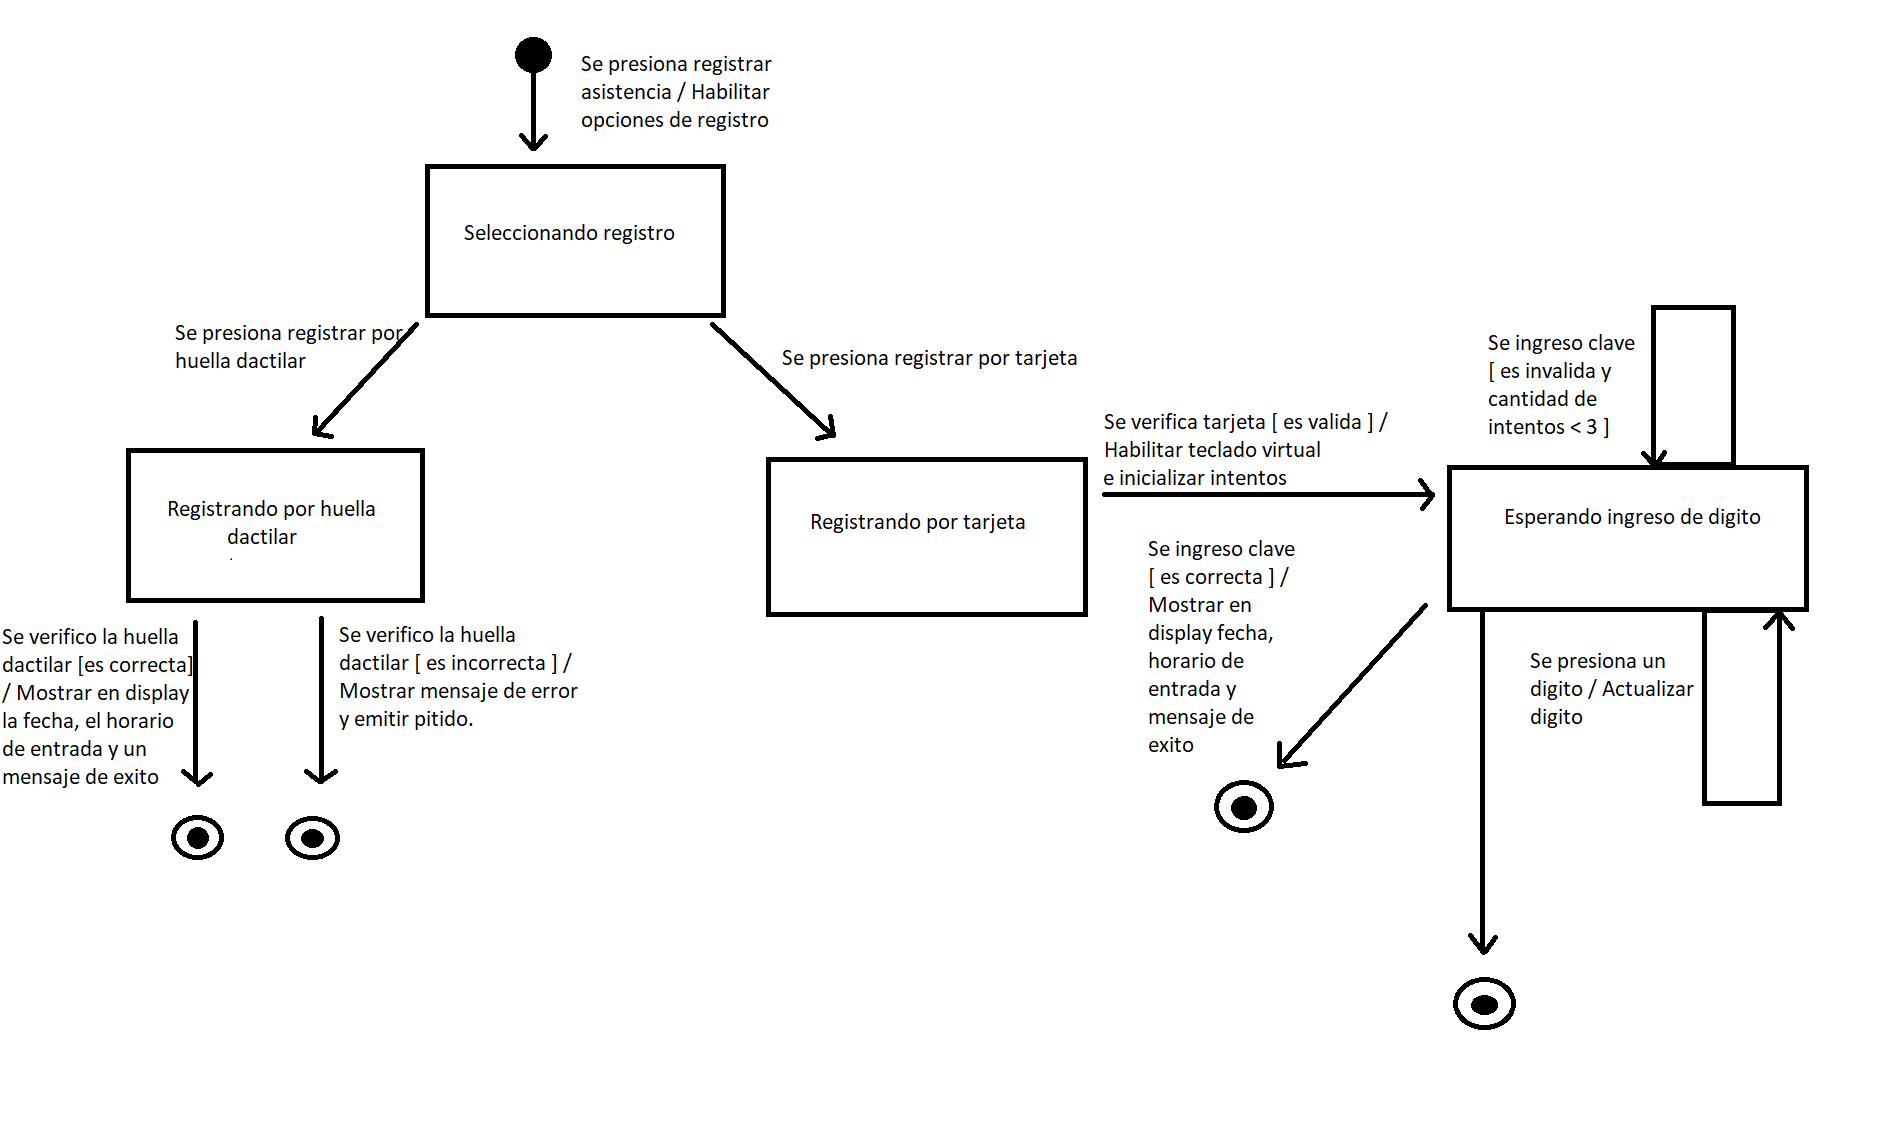 Se presiona registrar
asistencia / Habilitar
opciones de registro
Seleccionando registro
Se presiona registrar por
huella dactilar
Se presiona registrar por tarjeta
Se ingreso clave
[ es invalida y
cantidad de
intentos < 3 ]
Se verifica tarjeta [ es valida ] /
Habilitar teclado virtual
e inicializar intentos
Registrando por huella
dactilar
Registrando por tarjeta
Esperando ingreso de digito
Se ingreso clave
[ es correcta ] /
Mostrar en
display fecha,
horario de
entrada y
mensaje de
exito
Se verifico la huella
dactilar [es correcta]
/ Mostrar en display
la fecha, el horario
de entrada y un
mensaje de exito
Se verifico la huella
dactilar [ es incorrecta ] /
Mostrar mensaje de error
y emitir pitido.
Se presiona un
digito / Actualizar
digito